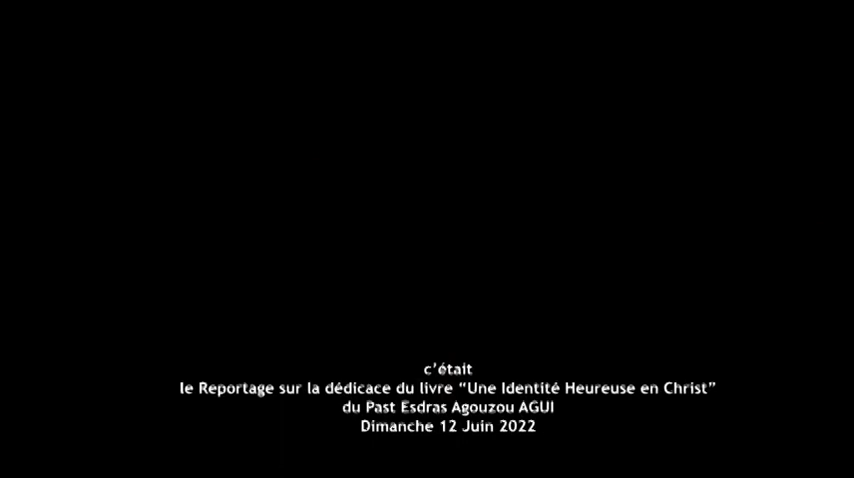 c'était
le Reportage sur la dédicace du livre “Une Identité Heureuse en Christ”
du Past Esdras Agouzou AGUI
Dimanche 12 Juin 2022